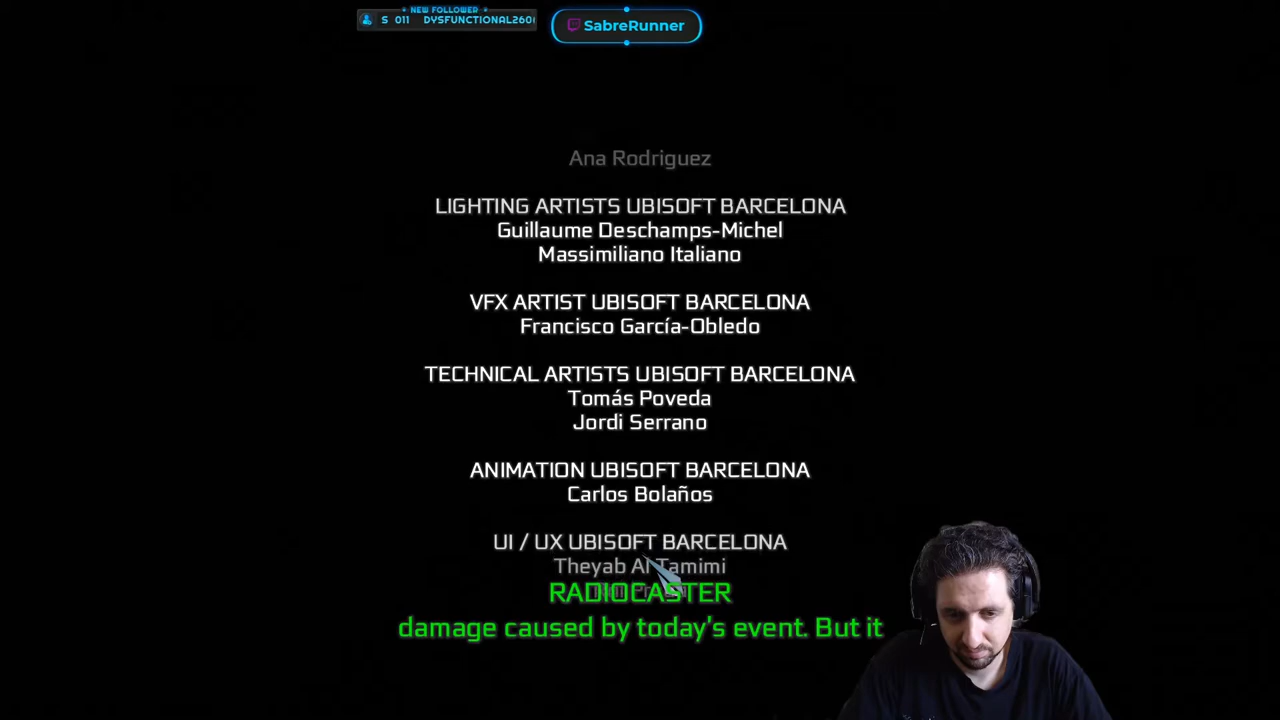 NEW FOLLOWER
S 011 DYSFUNCTIONAL260
SabreRunner
Ana Rodriguez
LIGHTING ARTISTS UBISOFT BARCELONA
Guillaume Deschamps-Michel
Massimiliano Italiano
VFX ARTIST UBISOFT BARCELONA
Francisco García-Obledo
TECHNICAL ARTISTS UBISOFT BARCELONA
Tomás Poveda
Jordi Serrano
ANIMATION UBISOFT BARCELONA
Carlos Bolaños
UI / UX UBISOFT BARCELONA
Theyab Al Tamimi
RADIOCASTER
damage caused by today's event. But it